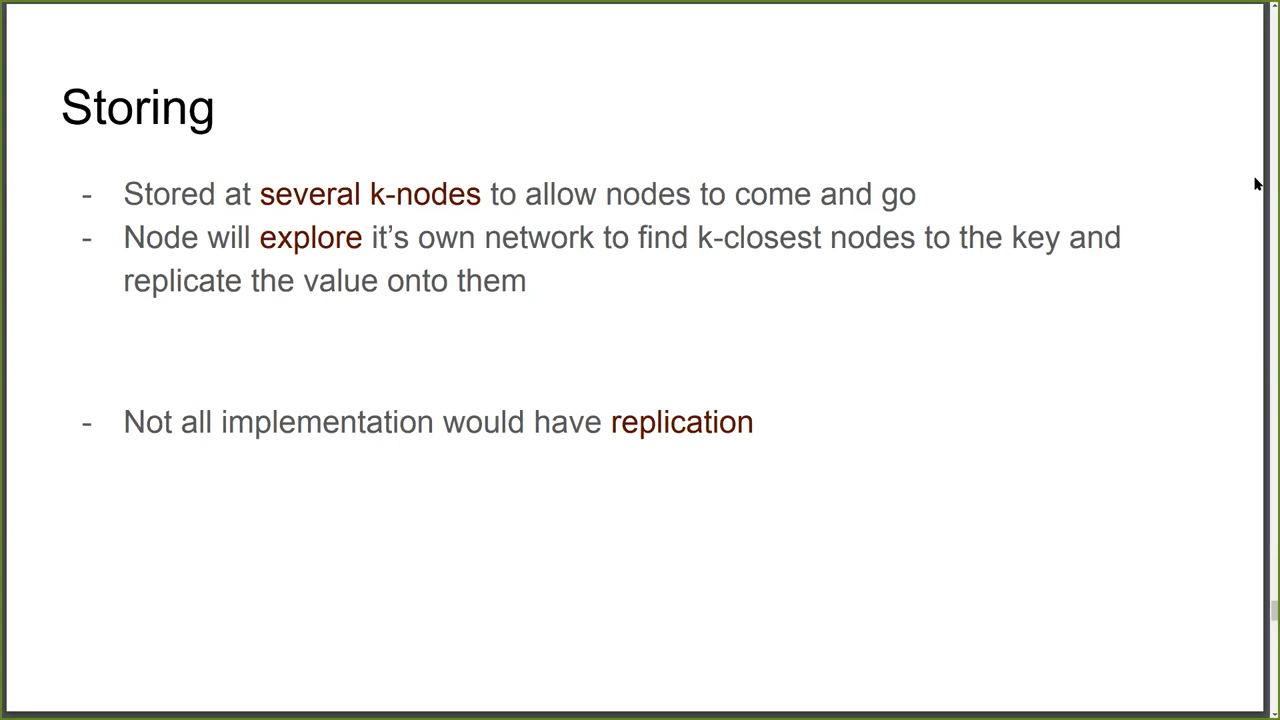 Storing
- Stored at several k-nodes to allow nodes to come and go
- Node will explore it’s own network to find k-closest nodes to the key and
replicate the value onto them
- Not all implementation would have replication